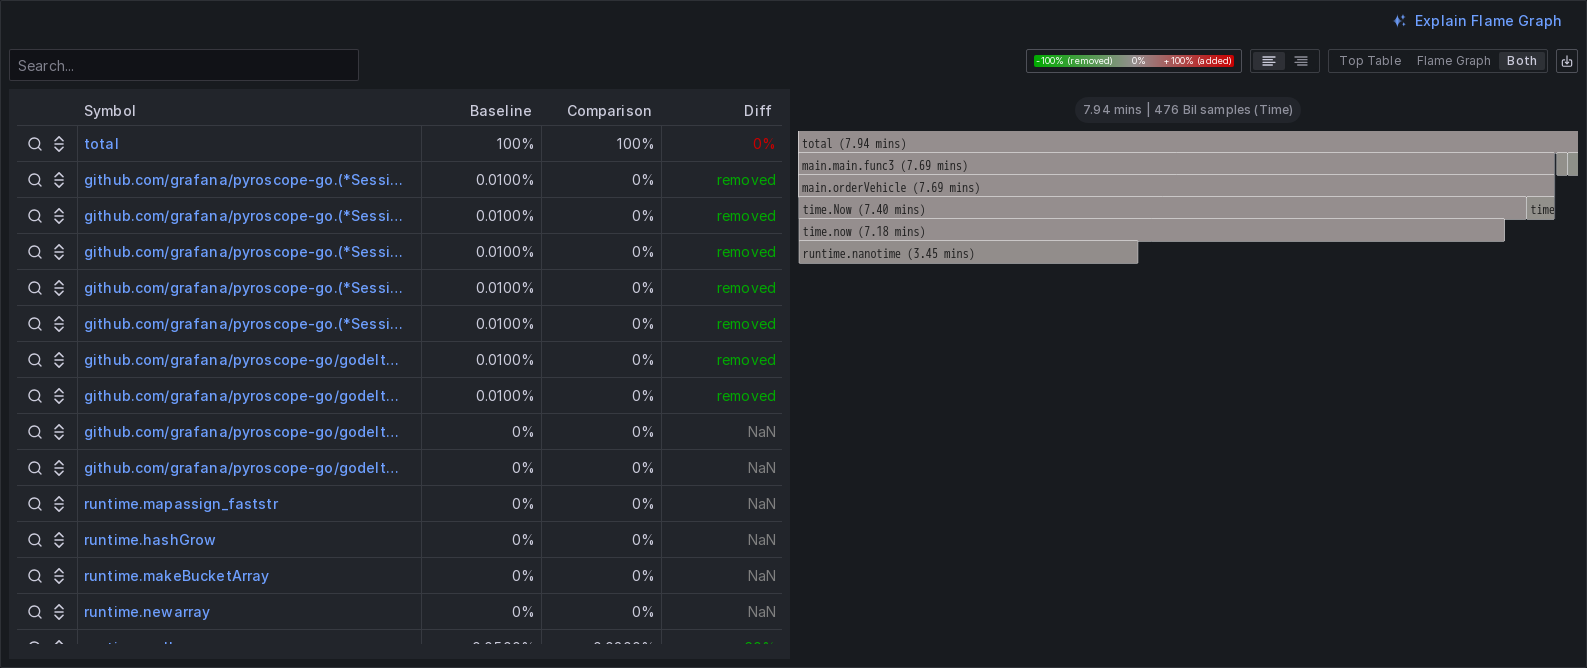 Explain Flame Graph
Search...
-100% (removed) 0% +100% (added)
Top Table Flame Graph Both
Symbol Baseline Comparison Diff
total 100% 100% 0%
github.com/grafana/pyroscope-go.(*Sessi... 0.0100% 0% removed
github.com/grafana/pyroscope-go.(*Sessi... 0.0100% 0% removed
github.com/grafana/pyroscope-go.(*Sessi... 0.0100% 0% removed
github.com/grafana/pyroscope-go.(*Sessi... 0.0100% 0% removed
github.com/grafana/pyroscope-go.(*Sessi... 0.0100% 0% removed
github.com/grafana/pyroscope-go/godelt... 0.0100% 0% removed
github.com/grafana/pyroscope-go/godelt... 0.0100% 0% removed
github.com/grafana/pyroscope-go/godelt... 0% 0% NaN
github.com/grafana/pyroscope-go/godelt... 0% 0% NaN
runtime.mapassign_faststr 0% 0% NaN
runtime.hashGrow 0% 0% NaN
runtime.makeBucketArray 0% 0% NaN
runtime.newarray 0% 0% NaN
7.94 mins | 476 Bil samples (Time)
total (7.94 mins)
main.main.func3 (7.69 mins)
main.orderVehicle (7.69 mins)
time.Now (7.40 mins) time
time.now (7.18 mins)
runtime.nanotime (3.45 mins)